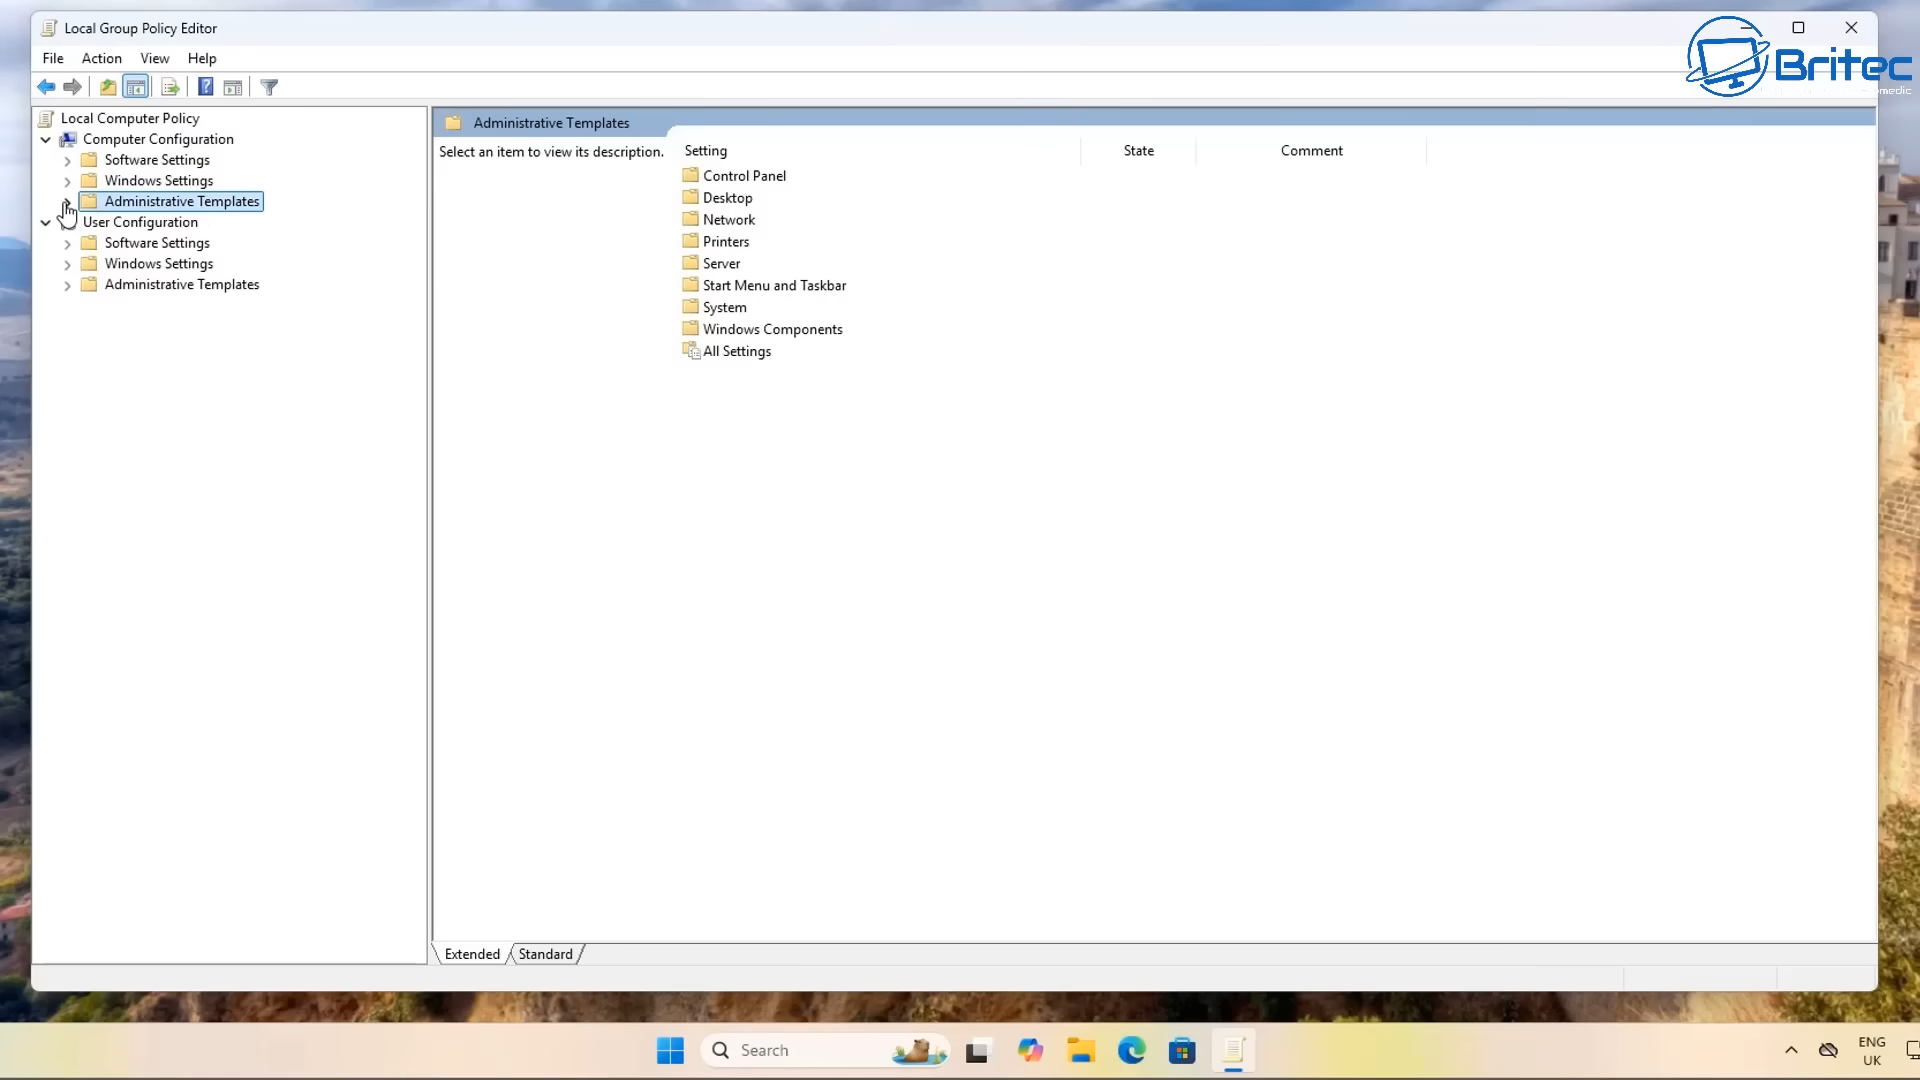 Local Group Policy Editor
File Action View Help
Britec
omedic
Local Computer Policy
Computer Configuration
Software Settings
Windows Settings
Administrative Templates
User Configuration
Software Settings
Windows Settings
Administrative Templates
Administrative Templates
Select an item to view its description.
Setting State Comment
Control Panel
Desktop
Network
Printers
Server
Start Menu and Taskbar
System
Windows Components
All Settings
Extended Standard
Search
ENG
UK